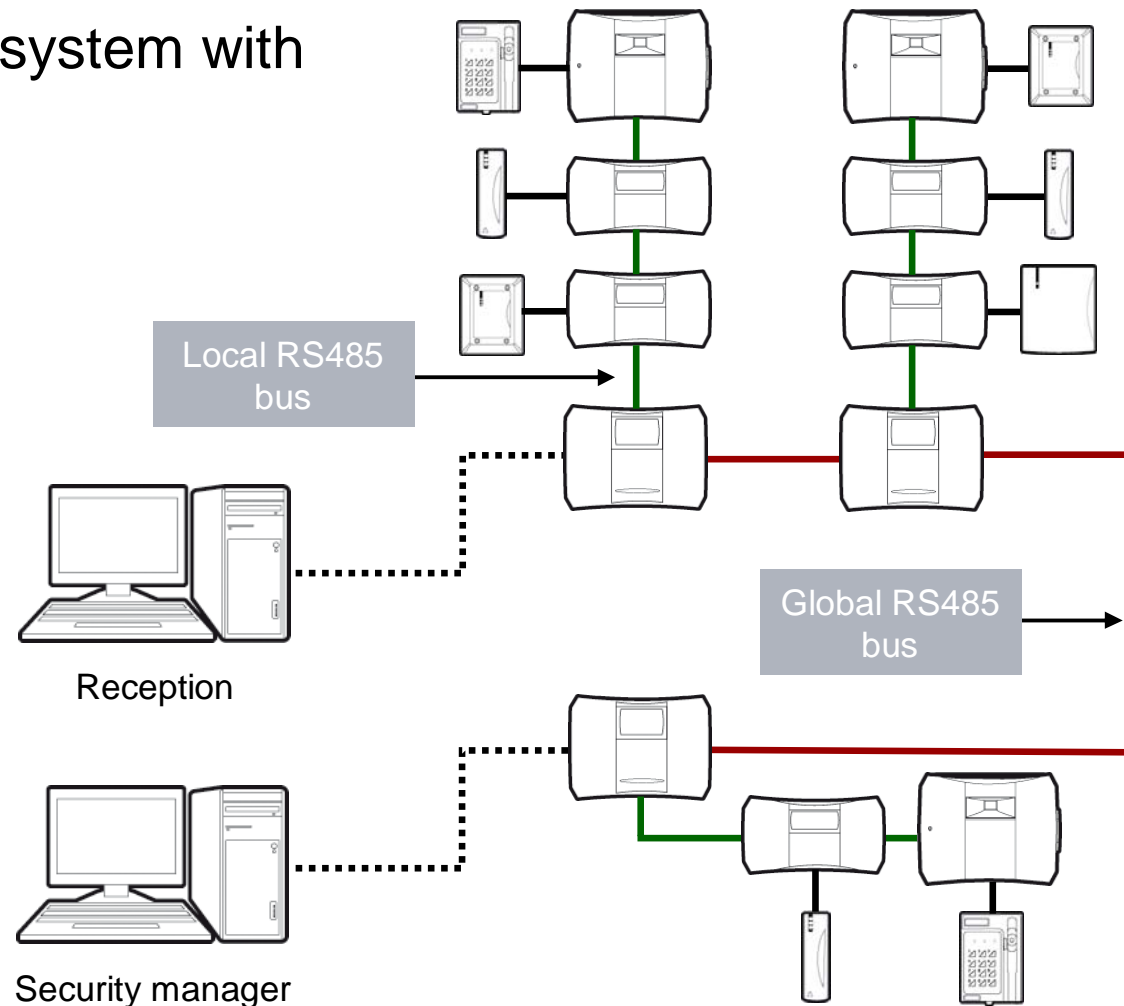 system with
Local RS485
bus
Global RS485
bus
Reception
Security manager